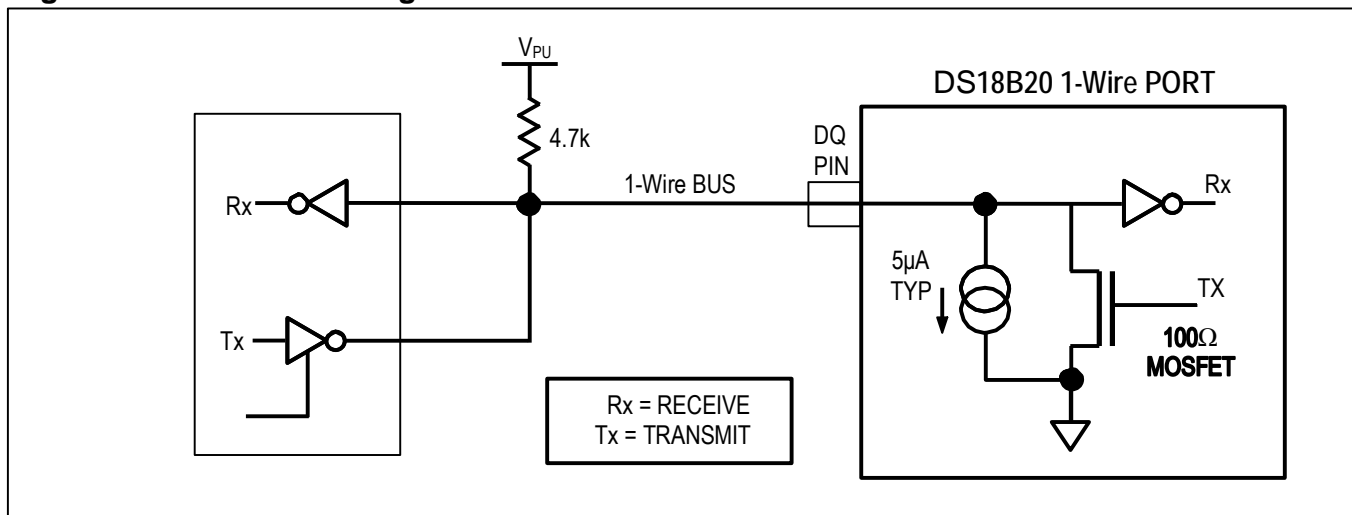 V_PU
DS18B20 1-Wire PORT
4.7k
DQ
PIN
1-Wire BUS
Rx
Rx
5µA
TYP
TX
Tx
100Ω
MOSFET
Rx = RECEIVE
Tx = TRANSMIT